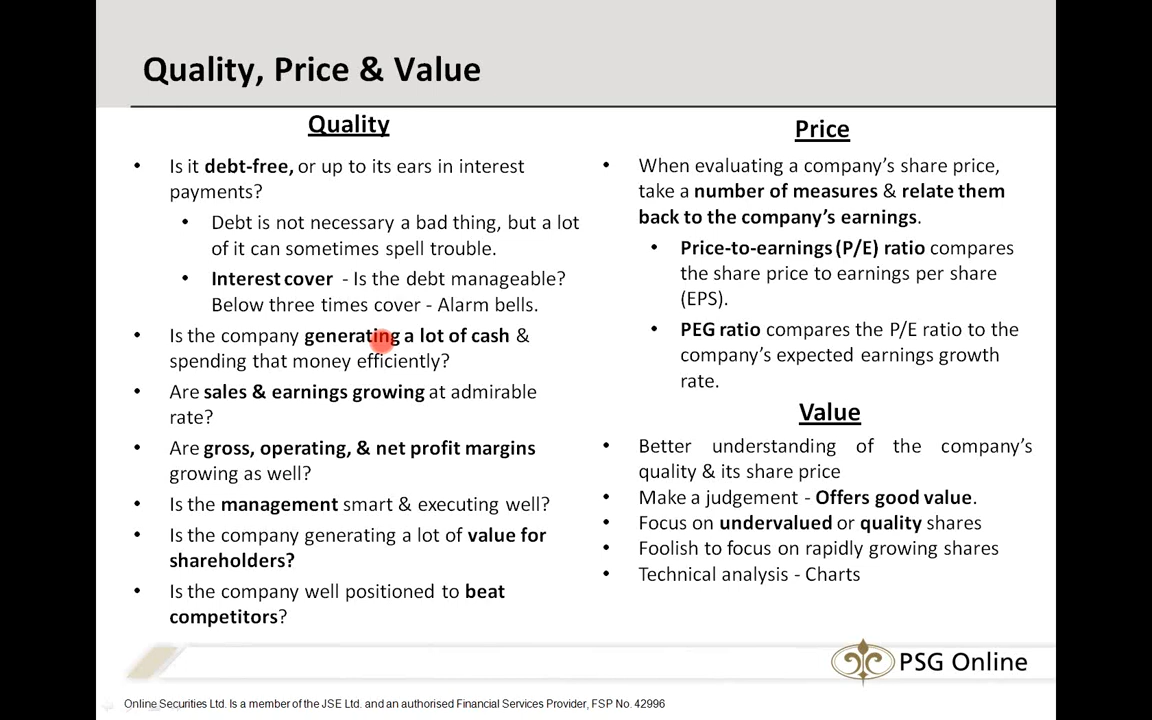 Quality, Price & Value
Quality
• Is it debt-free, or up to its ears in interest
payments?
• Debt is not necessary a bad thing, but a lot
of it can sometimes spell trouble.
• Interest cover - Is the debt manageable?
Below three times cover - Alarm bells.
• Is the company generating a lot of cash &
spending that money efficiently?
• Are sales & earnings growing at admirable
rate?
• Are gross, operating, & net profit margins
growing as well?
• Is the management smart & executing well?
• Is the company generating a lot of value for
shareholders?
• Is the company well positioned to beat
competitors?
Price
• When evaluating a company’s share price,
take a number of measures & relate them
back to the company’s earnings.
• Price-to-earnings (P/E) ratio compares
the share price to earnings per share
(EPS).
• PEG ratio compares the P/E ratio to the
company’s expected earnings growth
rate.
Value
• Better understanding of the company’s
quality & its share price
• Make a judgement - Offers good value.
• Focus on undervalued or quality shares
• Foolish to focus on rapidly growing shares
• Technical analysis - Charts
PSG Online
Online Securities Ltd. Is a member of the JSE Ltd. and an authorised Financial Services Provider, FSP No. 42996